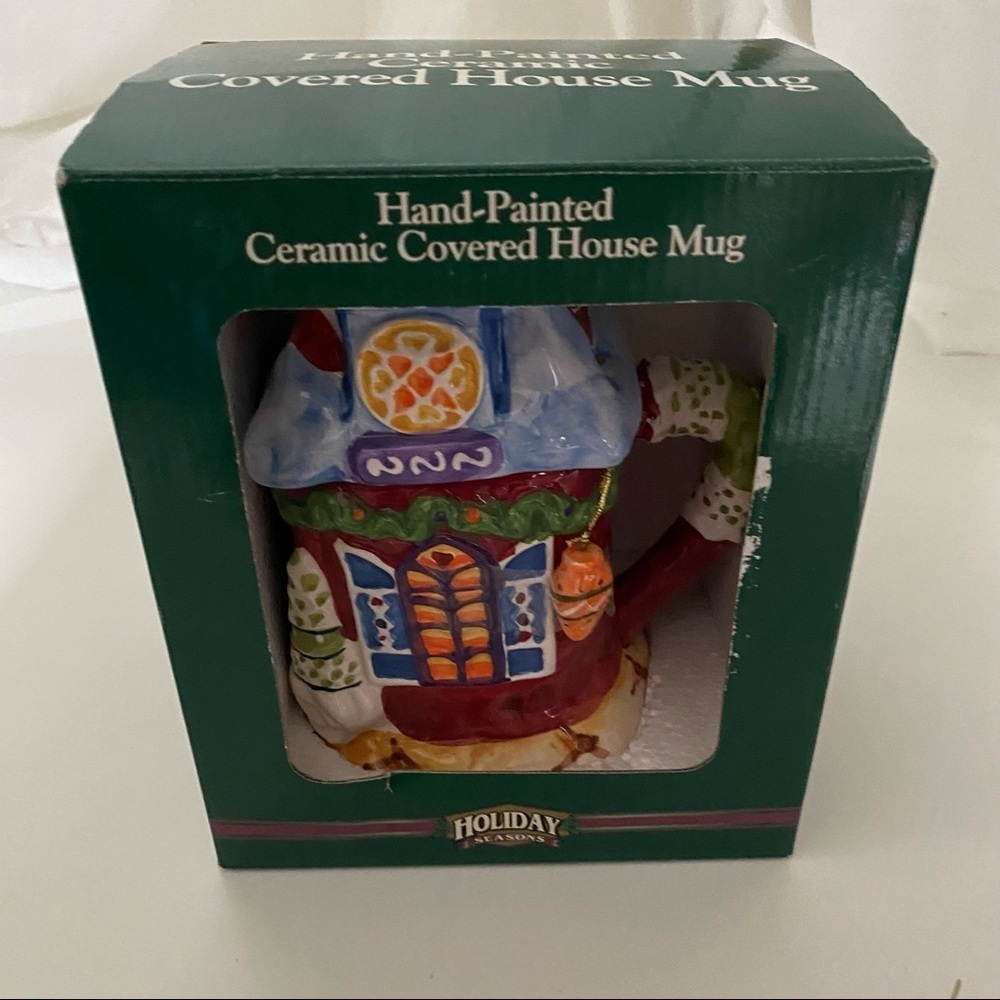 Hand-Painted
Ceramic
Covered House Mug
Hand-Painted
Ceramic Covered House Mug
HOLIDAY
SEASONS